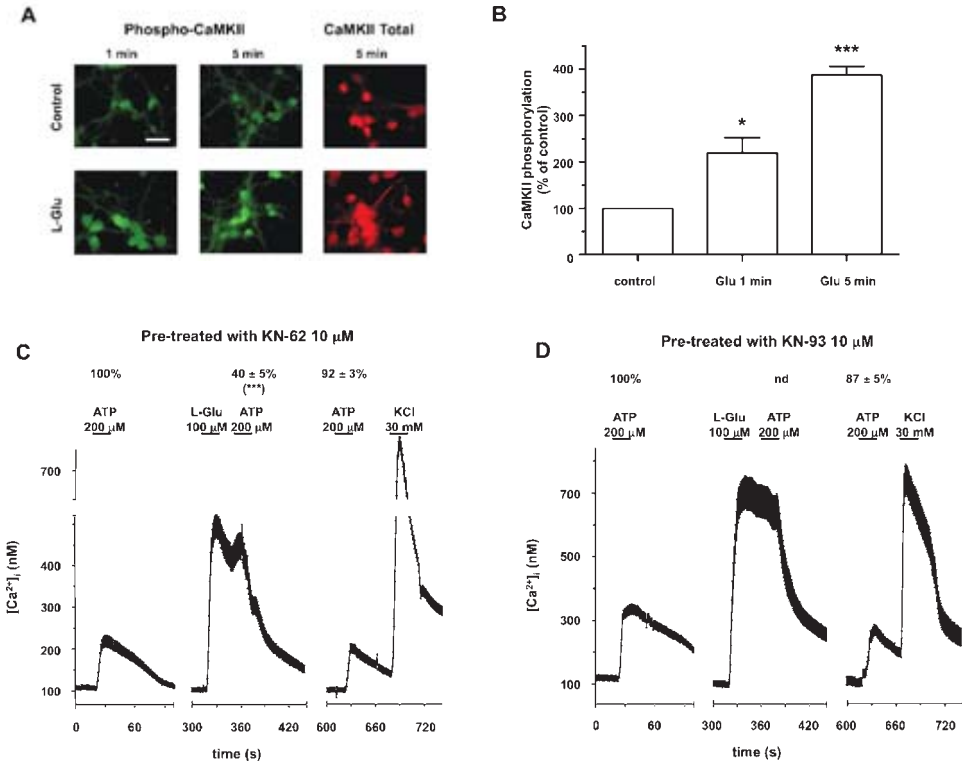 A
Phospho-CaMKII
CaMKII Total
1 min
5 min
5 min
Control
L-Glu
B
CaMKII phosphorylation
(% of control)
400
300
200
100
0
*
***
control
Glu 1 min
Glu 5 min
C
Pre-treated with KN-62 10 μM
100%
40 ± 5%
(***)
92 ± 3%
ATP
200 μM
L-Glu
100 μM
ATP
200 μM
ATP
200 μM
KCl
30 mM
[Ca²⁺]ᵢ (nM)
700
500
400
300
200
100
0
60
300
360
420
600
660
720
time (s)
D
Pre-treated with KN-93 10 μM
100%
nd
87 ± 5%
ATP
200 μM
L-Glu
100 μM
ATP
200 μM
ATP
200 μM
KCl
30 mM
[Ca²⁺]ᵢ (nM)
700
500
300
100
0
60
300
360
420
600
660
720
time (s)